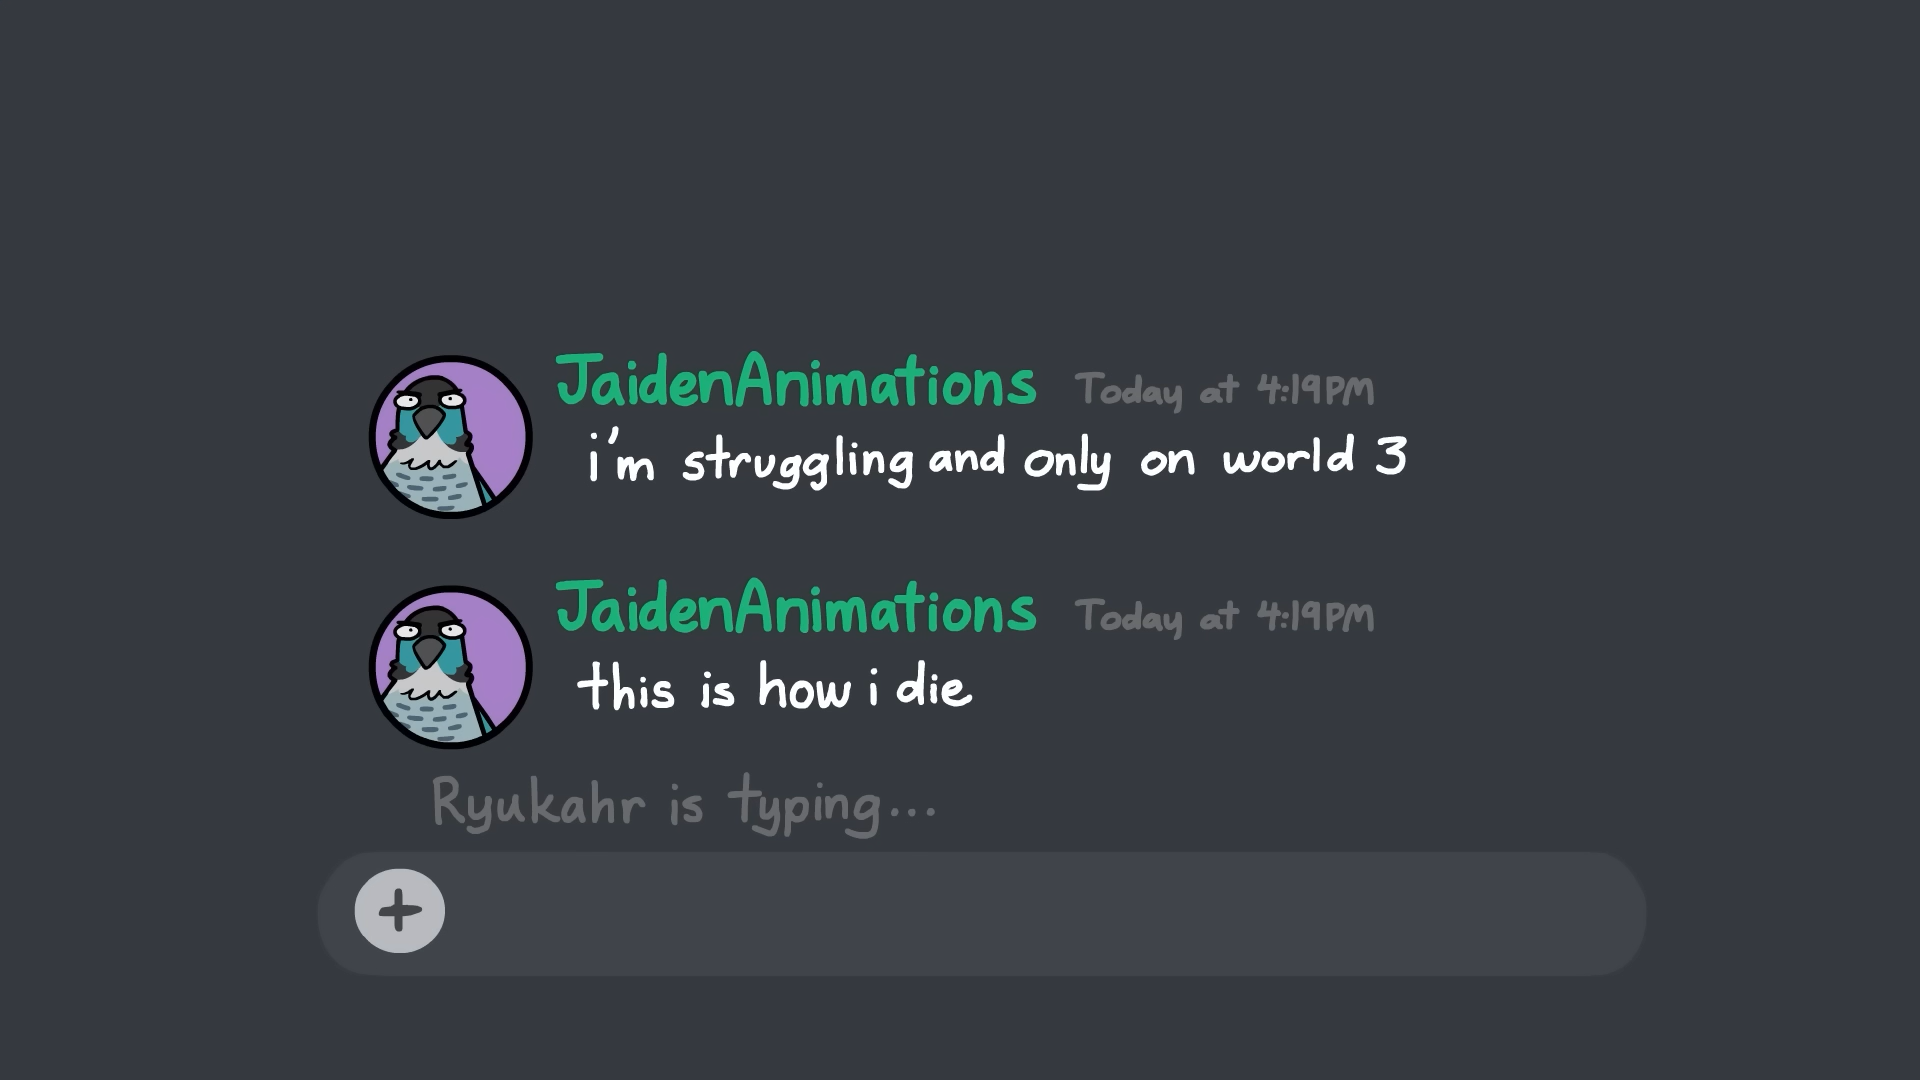 JaidenAnimations Today at 4:19PM
i'm struggling and only on world 3
JaidenAnimations Today at 4:19PM
this is how i die
Ryukahr is typing...